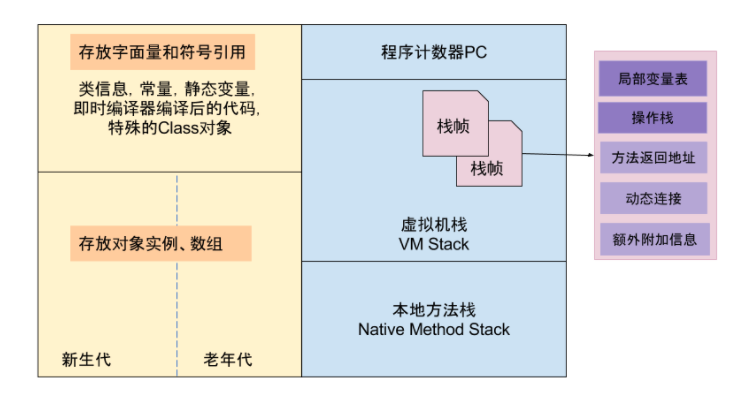 存放字面量和符号引用
类信息, 常量, 静态变量,
即时编译器编译后的代码,
特殊的Class对象
存放对象实例、数组
新生代
老年代
程序计数器PC
栈帧
栈帧
虚拟机栈
VM Stack
本地方法栈
Native Method Stack
局部变量表
操作栈
方法返回地址
动态连接
额外附加信息